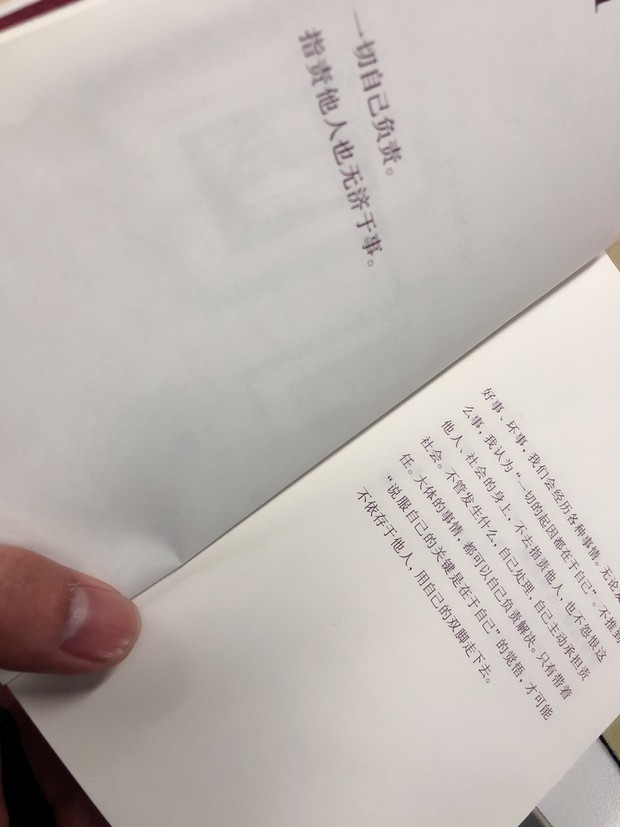 一切自己负责。
指责他人也无济于事。
好事、坏事,我们会经历各种事情。无论发
么事,我认为“一切的起因都在于自己”。不推到
他人、社会的身上,不去指责他人,也不怨恨这
社会。不管发生什么,自己处理,自己主动承担责
任。大体的事情,都可以自己负责解决。只有带着
“说服自己的关键是在于自己”的觉悟,才可能
不依存于他人,用自己的双脚走下去。